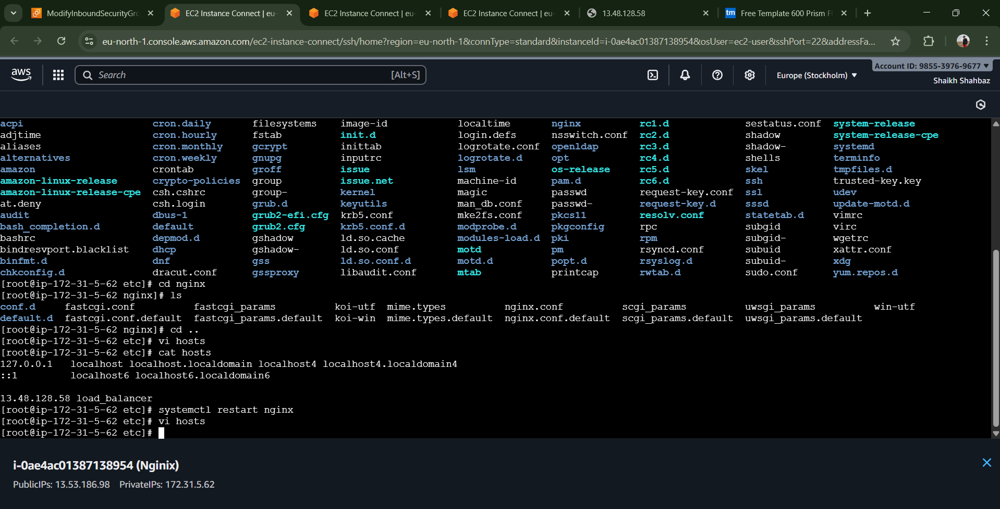 ModifyInboundSecurityGro
EC2 Instance Connect | eu-
EC2 Instance Connect | eu-
EC2 Instance Connect | eu-
13.48.128.58
tm Free Template 600 Prism Fl
eu-north-1.console.aws.amazon.com/ec2-instance-connect/ssh/home?region=eu-north-1&connType=standard&instanceId=i-0ae4ac01387138954&osUser=ec2-user&sshPort=22&addressFa...
aws Search [Alt+S] Europe (Stockholm) Account ID: 9855-3976-9677
Shaikh Shahbaz
acpi cron.daily filesystems image-id localtime nginx rc1.d sestatus.conf system-release
adjtime cron.hourly fstab init.d login.defs nsswitch.conf rc2.d shadow system-release-cpe
aliases cron.monthly gcrypt inittab logrotate.conf openldap rc3.d shadow- systemd
alternatives cron.weekly gnupg inputrc logrotate.d opt rc4.d shells terminfo
amazon crontab groff issue lsm os-release rc5.d skel tmpfiles.d
amazon-linux-release crypto-policies group issue.net machine-id pam.d rc6.d ssh trusted-key.key
amazon-linux-release-cpe csh.cshrc group- kernel magic passwd request-key.conf ssl udev
at.deny csh.login grub.d keyutils man_db.conf passwd- request-key.d sssd update-motd.d
audit dbus-1 grub2-efi.cfg krb5.conf mke2fs.conf pkcs11 resolv.conf statetab.d vimrc
bash_completion.d default grub2.cfg krb5.conf.d modprobe.d pkgconfig rpc subgid virc
bashrc depmod.d gshadow ld.so.cache modules-load.d pki rpm subgid- wgetrc
bindresvport.blacklist dhcp gshadow- ld.so.conf motd pm rsyncd.conf subuid xattr.conf
binfmt.d dnf gss ld.so.conf.d motd.d popt.d rsyslog.d subuid- xdg
chkconfig.d dracut.conf gssproxy libaudit.conf mtab printcap rwtab.d sudo.conf yum.repos.d
[root@ip-172-31-5-62 etc]# cd nginx
[root@ip-172-31-5-62 nginx]# ls
conf.d fastcgi.conf fastcgi_params koi-utf mime.types nginx.conf scgi_params uwsgi_params win-utf
default.d fastcgi.conf.default fastcgi_params.default koi-win mime.types.default nginx.conf.default scgi_params.default uwsgi_params.default
[root@ip-172-31-5-62 nginx]# cd ..
[root@ip-172-31-5-62 etc]# vi hosts
[root@ip-172-31-5-62 etc]# cat hosts
127.0.0.1 localhost localhost.localdomain localhost4 localhost4.localdomain4
::1 localhost6 localhost6.localdomain6
13.48.128.58 load_balancer
[root@ip-172-31-5-62 etc]# systemctl restart nginx
[root@ip-172-31-5-62 etc]# vi hosts
[root@ip-172-31-5-62 etc]#
i-0ae4ac01387138954 (Nginix)
PublicIPs: 13.53.186.98 PrivateIPs: 172.31.5.62